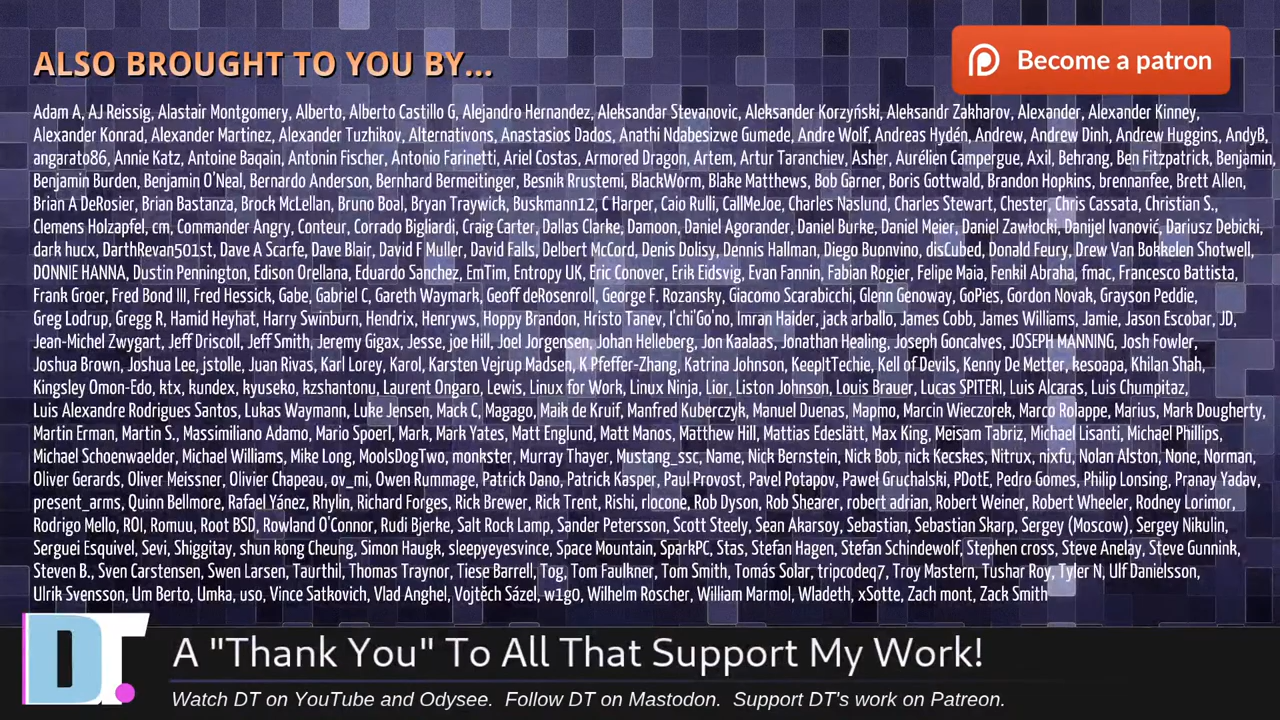 ALSO BROUGHT TO YOU BY...
Become a patron
Adam A, AJ Reissig, Alastair Montgomery, Alberto, Alberto Castillo G, Alejandro Hernandez, Aleksandar Stevanovic, Aleksander Korzyński, Aleksandr Zakharov, Alexander, Alexander Kinney,
Alexander Konrad, Alexander Martinez, Alexander Tuzhikov, Alternativons, Anastasios Dados, Anathi Ndabesizwe Gumede, Andre Wolf, Andreas Hydén, Andrew, Andrew Dinh, Andrew Huggins, AndyB,
angarato86, Annie Katz, Antoine Baqain, Antonin Fischer, Antonio Farinetti, Ariel Costas, Armored Dragon, Artem, Artur Taranchiev, Asher, Aurélien Campergue, Axil, Behrang, Ben Fitzpatrick, Benjamin,
Benjamin Burden, Benjamin O'Neal, Bernardo Anderson, Bernhard Bermeitinger, Besnik Rrustemi, BlackWorm, Blake Matthews, Bob Garner, Boris Gottwald, Brandon Hopkins, brennanfee, Brett Allen,
Brian A DeRosier, Brian Bastanza, Brock McLellan, Bruno Boal, Bryan Traywick, Buskmann12, C Harper, Caio Rulli, CallMeJoe, Charles Naslund, Charles Stewart, Chester, Chris Cassata, Christian S.,
Clemens Holzapfel, cm, Commander Angry, Conteur, Corrado Bigliardi, Craig Carter, Dallas Clarke, Damoon, Daniel Agorander, Daniel Burke, Daniel Meier, Daniel Zawłocki, Danijel Ivanović, Dariusz Debicki,
dark hucx, DarthRevan501st, Dave A Scarfe, Dave Blair, David F Muller, David Falls, Delbert McCord, Denis Dolisy, Dennis Hallman, Diego Buonvino, disCubed, Donald Feury, Drew Van Bokkelen Shotwell,
DONNIE HANNA, Dustin Pennington, Edison Orellana, Eduardo Sanchez, EmTim, Entropy UK, Eric Conover, Erik Eidsvig, Evan Fannin, Fabian Rogier, Felipe Maia, Fenkil Abraha, fmac, Francesco Battista,
Frank Groer, Fred Bond III, Fred Hessick, Gabe, Gabriel C, Gareth Waymark, Geoff deRosenroll, George F. Rozansky, Giacomo Scarabicchi, Glenn Genoway, GoPies, Gordon Novak, Grayson Peddie,
Greg Lodrup, Gregg R, Hamid Heyhat, Harry Swinburn, Hendrix, Henryws, Hoppy Brandon, Hristo Tanev, I'chi'Go'no, Imran Haider, jack arballo, James Cobb, James Williams, Jamie, Jason Escobar, JD,
Jean-Michel Zwygart, Jeff Driscoll, Jeff Smith, Jeremy Gigax, Jesse, joe Hill, Joel Jorgensen, Johan Helleberg, Jon Kaalaas, Jonathan Healing, Joseph Goncalves, JOSEPH MANNING, Josh Fowler,
Joshua Brown, Joshua Lee, jstolle, Juan Rivas, Karl Lorey, Karol, Karsten Vejrup Madsen, K Pfeffer-Zhang, Katrina Johnson, KeepitTechie, Kell of Devils, Kenny De Metter, kesoapa, Khilan Shah,
Kingsley Omon-Edo, ktx, kundex, kyuseko, kzshantonu, Laurent Ongaro, Lewis, Linux for Work, Linux Ninja, Lior, Liston Johnson, Louis Brauer, Lucas SPITERI, Luis Alcaras, Luis Chumpitaz,
Luis Alexandre Rodrigues Santos, Lukas Waymann, Luke Jensen, Mack C, Magago, Maik de Kruif, Manfred Kuberczyk, Manuel Duenas, Mapmo, Marcin Wieczorek, Marco Rolappe, Marius, Mark Dougherty,
Martin Erman, Martin S., Massimiliano Adamo, Mario Spoerl, Mark, Mark Yates, Matt Englund, Matt Manos, Matthew Hill, Mattias Edeslätt, Max King, Meisam Tabriz, Michael Lisanti, Michael Phillips,
Michael Schoenwaelder, Michael Williams, Mike Long, MoolsDogTwo, monkster, Murray Thayer, Mustang_ssc, Name, Nick Bernstein, Nick Bob, nick Kecskes, Nitrux, nixfu, Nolan Alston, None, Norman,
Oliver Gerards, Oliver Meissner, Olivier Chapeau, ov_mi, Owen Rummage, Patrick Dano, Patrick Kasper, Paul Provost, Pavel Potapov, Paweł Gruchalski, PDotE, Pedro Gomes, Philip Lonsing, Pranay Yadav,
present_arms, Quinn Bellmore, Rafael Yánez, Rhylin, Richard Forges, Rick Brewer, Rick Trent, Rishi, rlocone, Rob Dyson, Rob Shearer, robert adrian, Robert Weiner, Robert Wheeler, Rodney Lorimor,
Rodrigo Mello, ROI, Romuu, Root BSD, Rowland O'Connor, Rudi Bjerke, Salt Rock Lamp, Sander Petersson, Scott Steely, Sean Akarsoy, Sebastian, Sebastian Skarp, Sergey (Moscow), Sergey Nikulin,
Serguei Esquivel, Sevi, Shiggitay, shun kong Cheung, Simon Haugk, sleepyeyesvince, Space Mountain, SparkPC, Stas, Stefan Hagen, Stefan Schindewolf, Stephen cross, Steve Anelay, Steve Gunnink,
Steven B., Sven Carstensen, Swen Larsen, Taurthil, Thomas Traynor, Tiese Barrell, Tog, Tom Faulkner, Tom Smith, Tomás Solar, tripcodeq7, Troy Mastern, Tushar Roy, Tyler N, Ulf Danielsson,
Ulrik Svensson, Um Berto, Umka, uso, Vince Satkovich, Vlad Anghel, Vojtěch Sázel, w1g0, Wilhelm Roscher, William Marmol, Wladeth, xSotte, Zach mont, Zack Smith
DT.
A "Thank You" To All That Support My Work!
Watch DT on YouTube and Odysee. Follow DT on Mastodon. Support DT's work on Patreon.